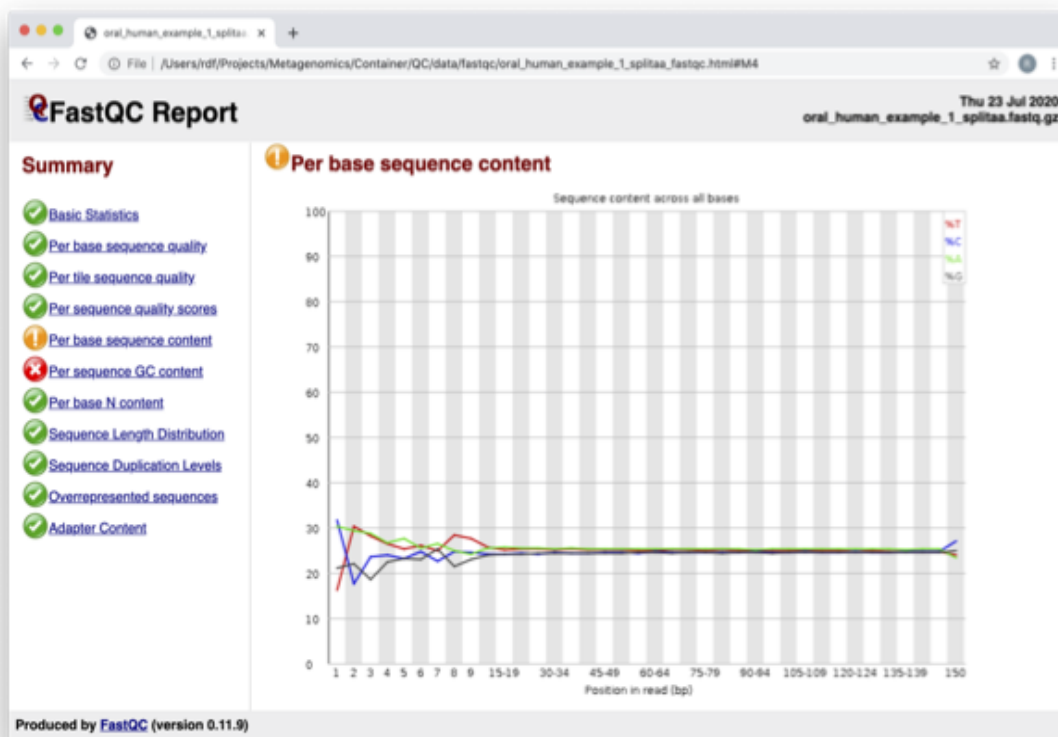 oral_human_example_1_splitaa
File | /Users/rdf/Projects/Metagenomics/Container/QC/data/fastqc/oral_human_example_1_splitaa_fastqc.html#M4
FastQC Report
Thu 23 Jul 2020
oral_human_example_1_splitaa.fastq.gz
Summary
Basic Statistics
Per base sequence quality
Per tile sequence quality
Per sequence quality scores
Per base sequence content
Per sequence GC content
Per base N content
Sequence Length Distribution
Sequence Duplication Levels
Overrepresented sequences
Adapter Content
Per base sequence content
Sequence content across all bases
%T
%C
%A
%G
100
90
80
70
60
50
40
30
20
10
0
1 2 3 4 5 6 7 8 9 15-19 30-34 45-49 60-64 75-79 90-94 105-109 120-124 135-139 150
Position in read (bp)
Produced by FastQC (version 0.11.9)